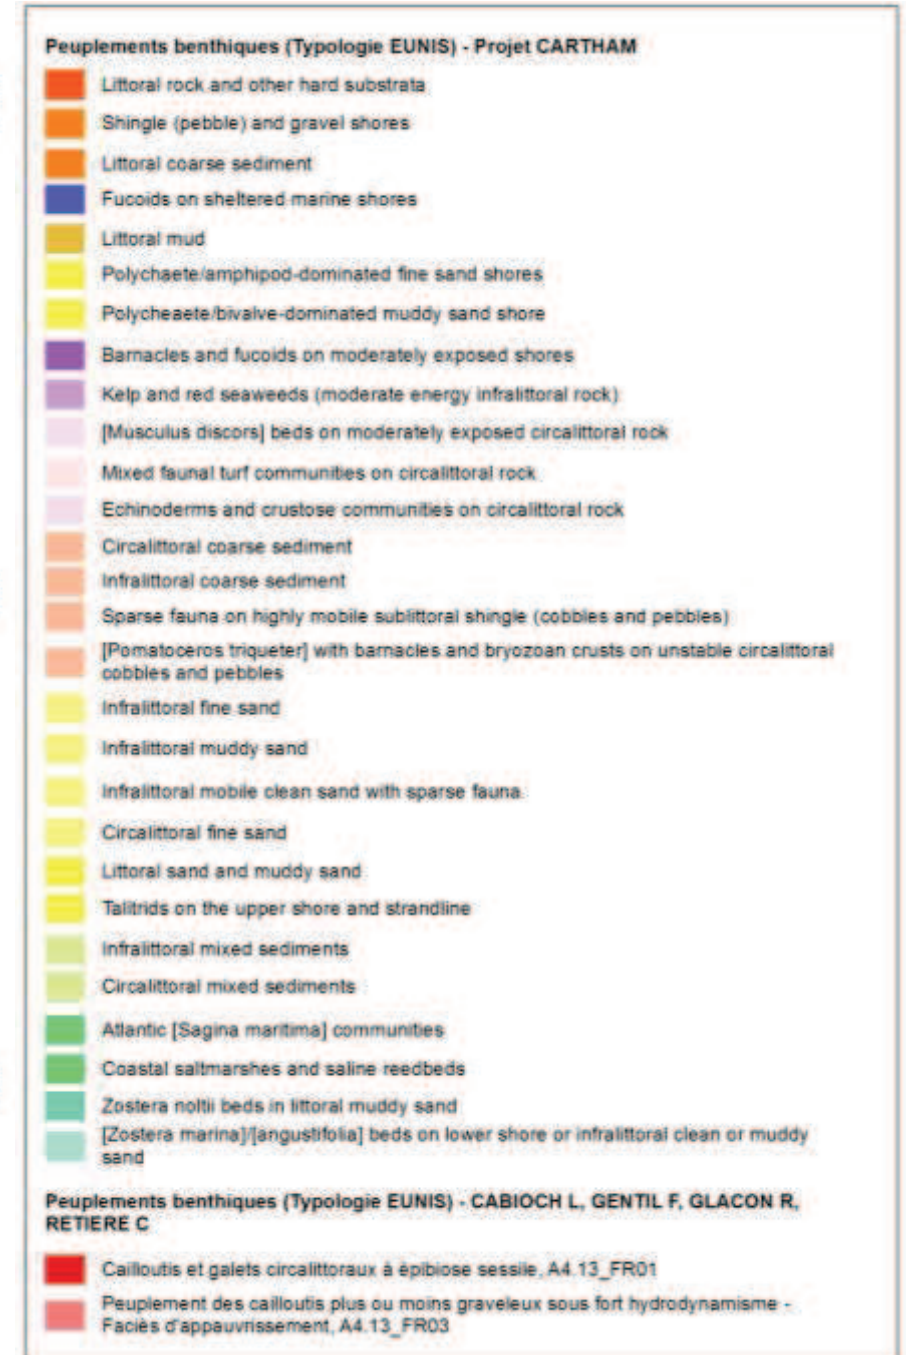 Peuplements benthiques (Typologie EUNIS) - Projet CARTHAM
Littoral rock and other hard substrata
Shingle (pebble) and gravel shores
Littoral coarse sediment
Fucoids on sheltered marine shores
Littoral mud
Polychaete/amphipod-dominated fine sand shores
Polycheaete/bivalve-dominated muddy sand shore
Barnacles and fucoids on moderately exposed shores
Kelp and red seaweeds (moderate energy infralittoral rock)
[Musculus discors] beds on moderately exposed circalittoral rock
Mixed faunal turf communities on circalittoral rock
Echinoderms and crustose communities on circalittoral rock
Circalittoral coarse sediment
Infralittoral coarse sediment
Sparse fauna on highly mobile sublittoral shingle (cobbles and pebbles)
[Pomatoceros triqueter] with barnacles and bryozoan crusts on unstable circalittoral
cobbles and pebbles
Infralittoral fine sand
Infralittoral muddy sand
Infralittoral mobile clean sand with sparse fauna
Circalittoral fine sand
Littoral sand and muddy sand
Talitrids on the upper shore and strandline
Infralittoral mixed sediments
Circalittoral mixed sediments
Atlantic [Sagina maritima] communities
Coastal saltmarshes and saline reedbeds
Zostera noltii beds in littoral muddy sand
[Zostera marina]/[angustifolia] beds on lower shore or infralittoral clean or muddy
sand
Peuplements benthiques (Typologie EUNIS) - CABIOCH L, GENTIL F, GLACON R,
RETIERE C
Cailloutis et galets circalittoraux à épibiose sessile, A4.13_FR01
Peuplement des cailloutis plus ou moins graveleux sous fort hydrodynamisme -
Faciès d'appauvrissement, A4.13_FR03